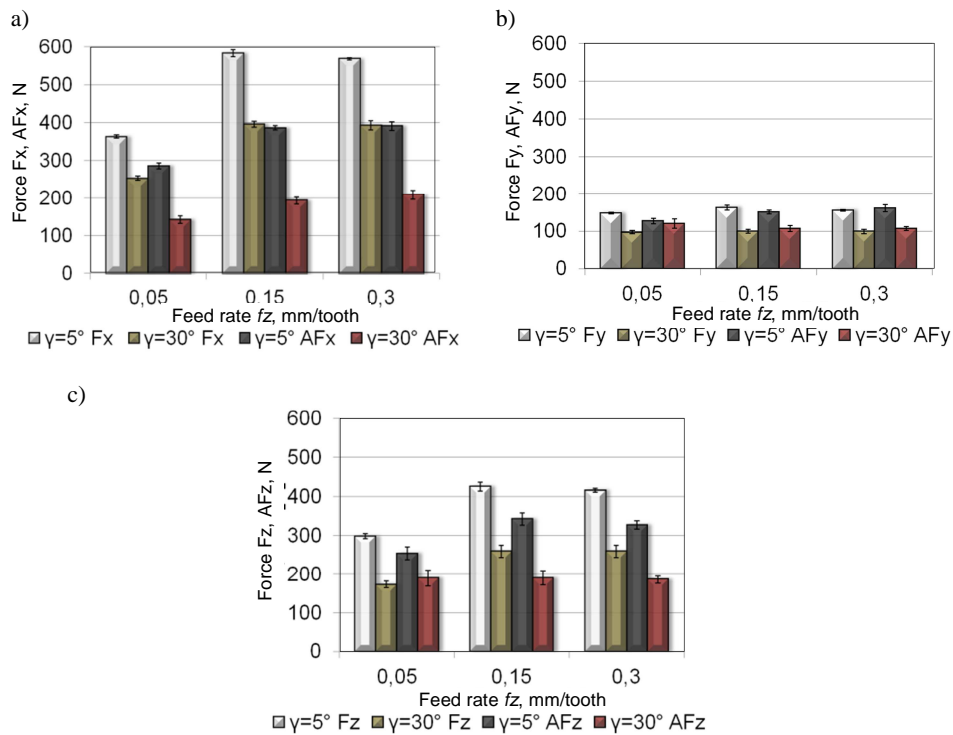 a)
600
500
400
300
200
100
0
Force Fx, AFx, N
0,05 0,15 0,3
Feed rate fz, mm/tooth
γ=5° Fx γ=30° Fx γ=5° AFx γ=30° AFx
b)
600
500
400
300
200
100
0
Force Fy, AFy, N
0,05 0,15 0,3
Feed rate fz, mm/tooth
γ=5° Fy γ=30° Fy γ=5° AFy γ=30° AFy
c)
600
500
400
300
200
100
0
Force Fz, AFz, N
0,05 0,15 0,3
Feed rate fz, mm/tooth
γ=5° Fz γ=30° Fz γ=5° AFz γ=30° AFz